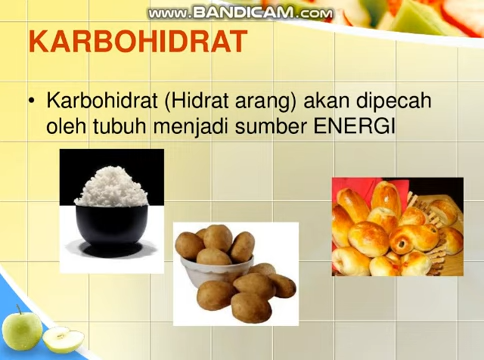 www.BANDICAM.com
KARBOHIDRAT
• Karbohidrat (Hidrat arang) akan dipecah
oleh tubuh menjadi sumber ENERGI